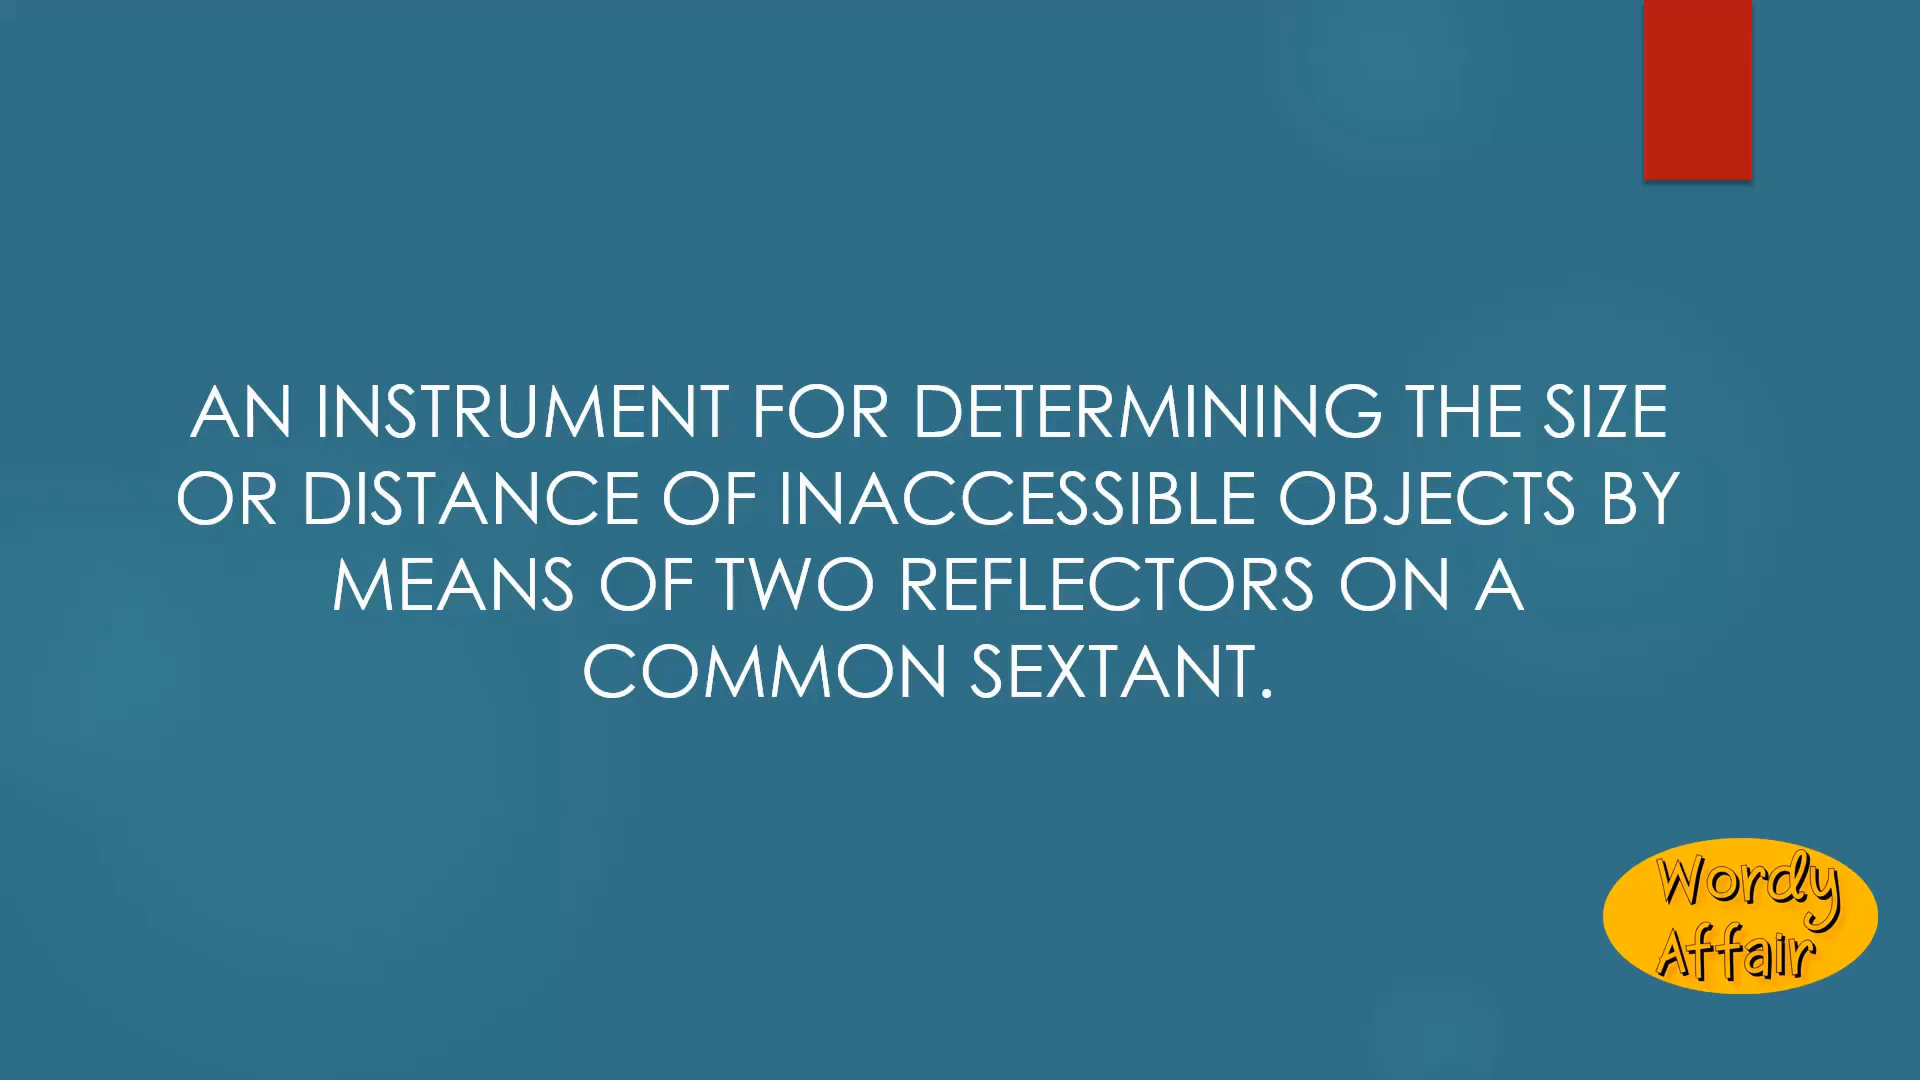 AN INSTRUMENT FOR DETERMINING THE SIZE
OR DISTANCE OF INACCESSIBLE OBJECTS BY
MEANS OF TWO REFLECTORS ON A
COMMON SEXTANT.
Wordy
Affair